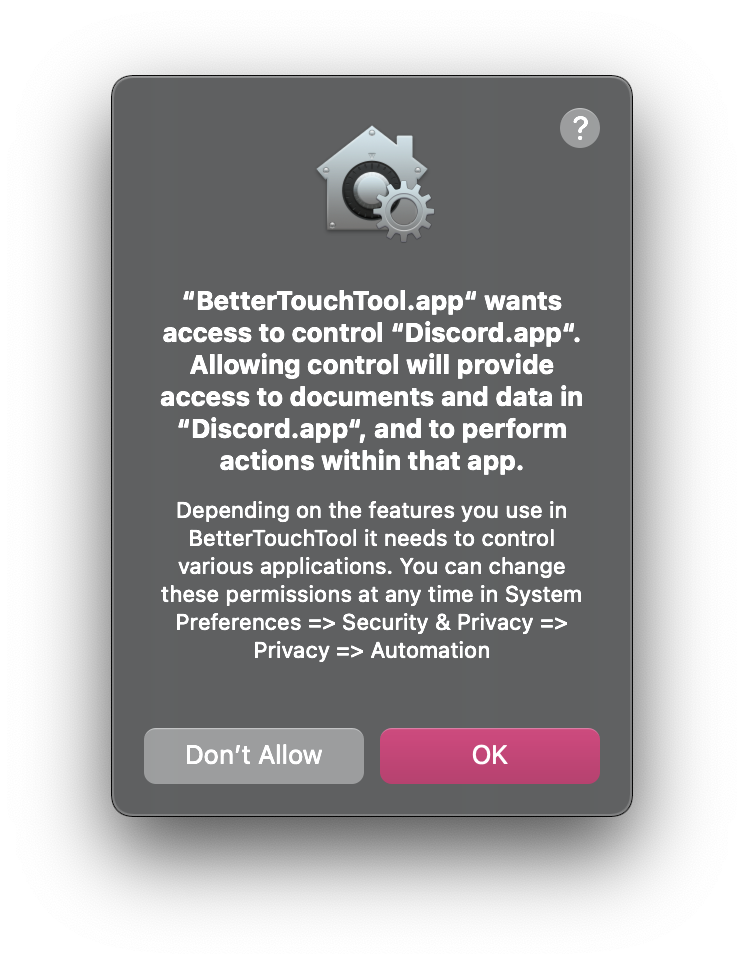 ?
“BetterTouchTool.app“ wants
access to control “Discord.app“.
Allowing control will provide
access to documents and data in
“Discord.app“, and to perform
actions within that app.
Depending on the features you use in
BetterTouchTool it needs to control
various applications. You can change
these permissions at any time in System
Preferences => Security & Privacy =>
Privacy => Automation
Don’t Allow
OK